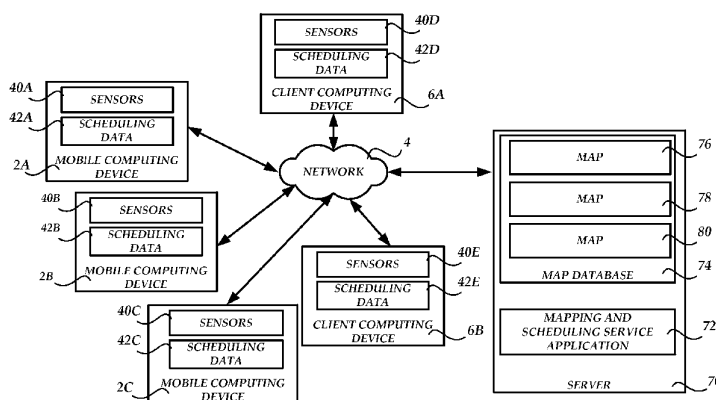 SENSORS
40D
SCHEDULING
DATA
42D
CLIENT COMPUTING
DEVICE
6A
40A
SENSORS
42A
SCHEDULING
DATA
MOBILE COMPUTING
DEVICE
2A
4
NETWORK
40B
SENSORS
42B
SCHEDULING
DATA
MOBILE COMPUTING
DEVICE
2B
40C
SENSORS
42C
SCHEDULING
DATA
MOBILE COMPUTING
DEVICE
2C
SENSORS
40E
SCHEDULING
DATA
42E
CLIENT COMPUTING
DEVICE
6B
MAP
76
MAP
78
MAP
80
MAP DATABASE
74
MAPPING AND
SCHEDULING SERVICE
APPLICATION
72
SERVER